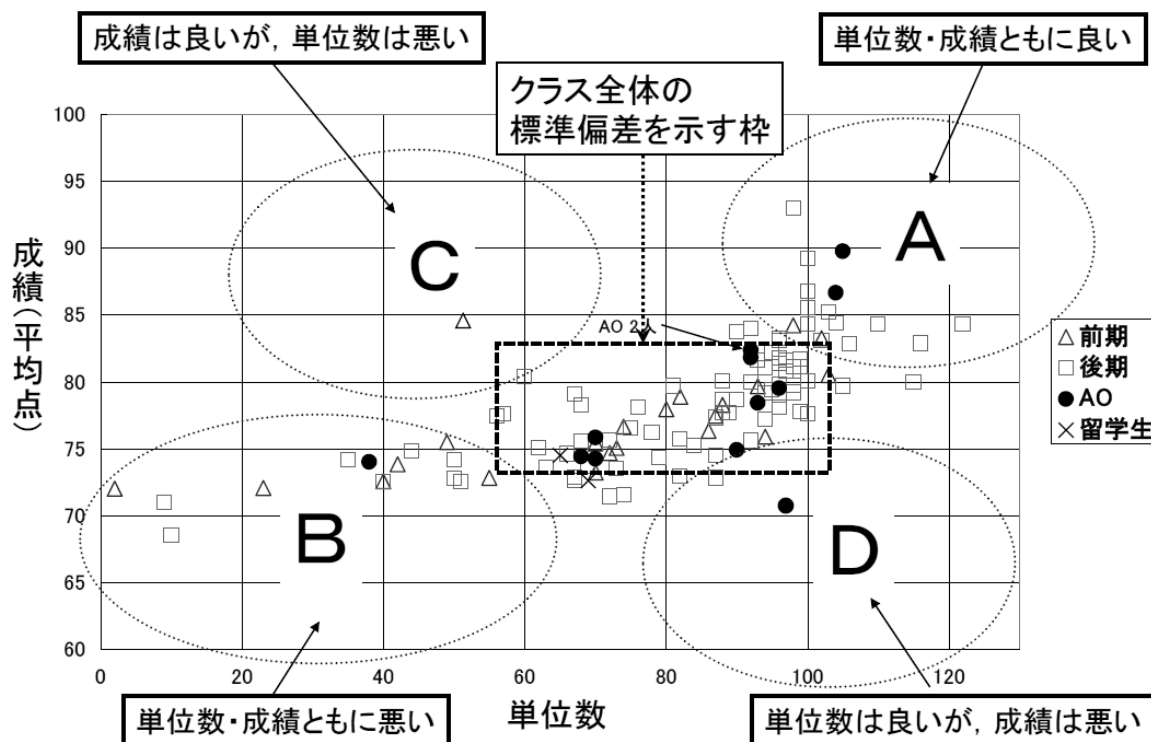 成績は良いが, 単位数は悪い
単位数・成績ともに良い
クラス全体の
標準偏差を示す枠
100
95
90
85
80
75
70
65
60
成績(平均点)
C
A
B
D
AO 2人
△前期
□後期
●AO
×留学生
0
20
40
60
80
100
120
単位数
単位数・成績ともに悪い
単位数は良いが, 成績は悪い